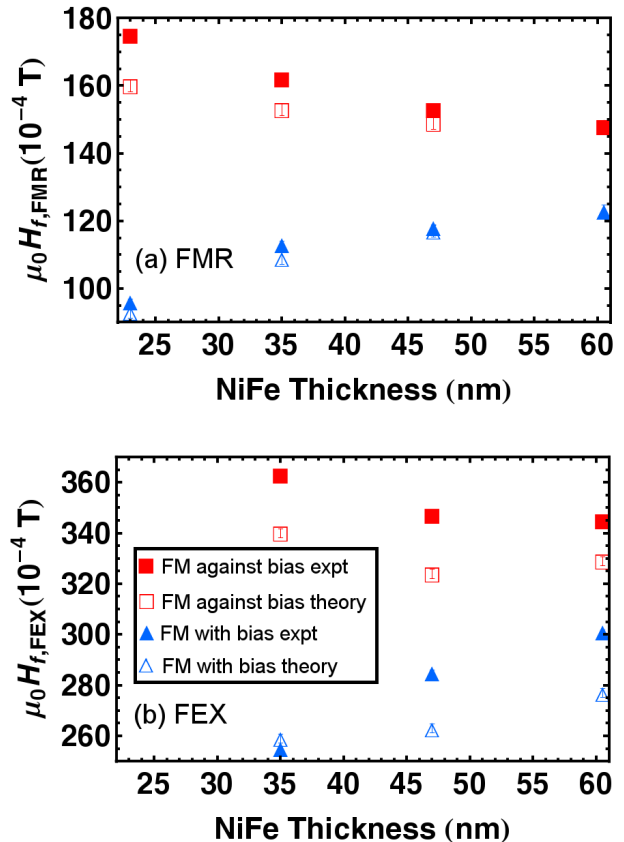 180
160
140
120
100
μ₀H_f,FMR(10⁻⁴ T)
(a) FMR
25 30 35 40 45 50 55 60
NiFe Thickness (nm)
360
340
320
300
280
260
μ₀H_f,FEX(10⁻⁴ T)
FM against bias expt
FM against bias theory
FM with bias expt
FM with bias theory
(b) FEX
25 30 35 40 45 50 55 60
NiFe Thickness (nm)